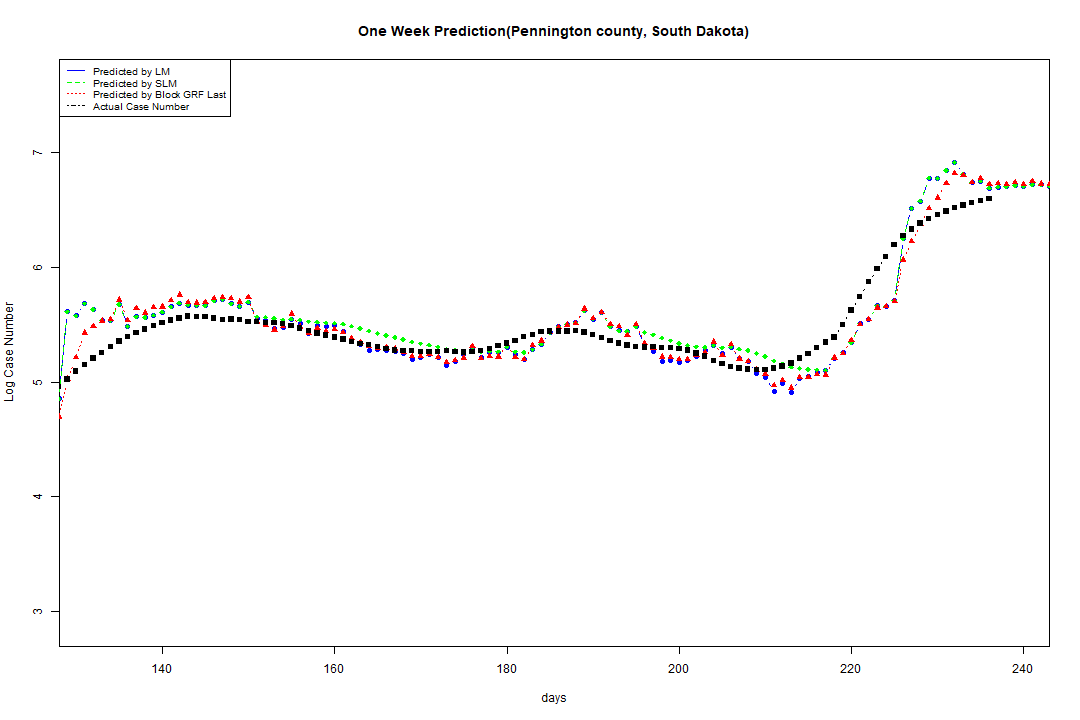 One Week Prediction(Pennington county, South Dakota)
Predicted by LM
Predicted by SLM
Predicted by Block GRF Last
Actual Case Number
7
6
5
4
3
Log Case Number
140 160 180 200 220 240
days